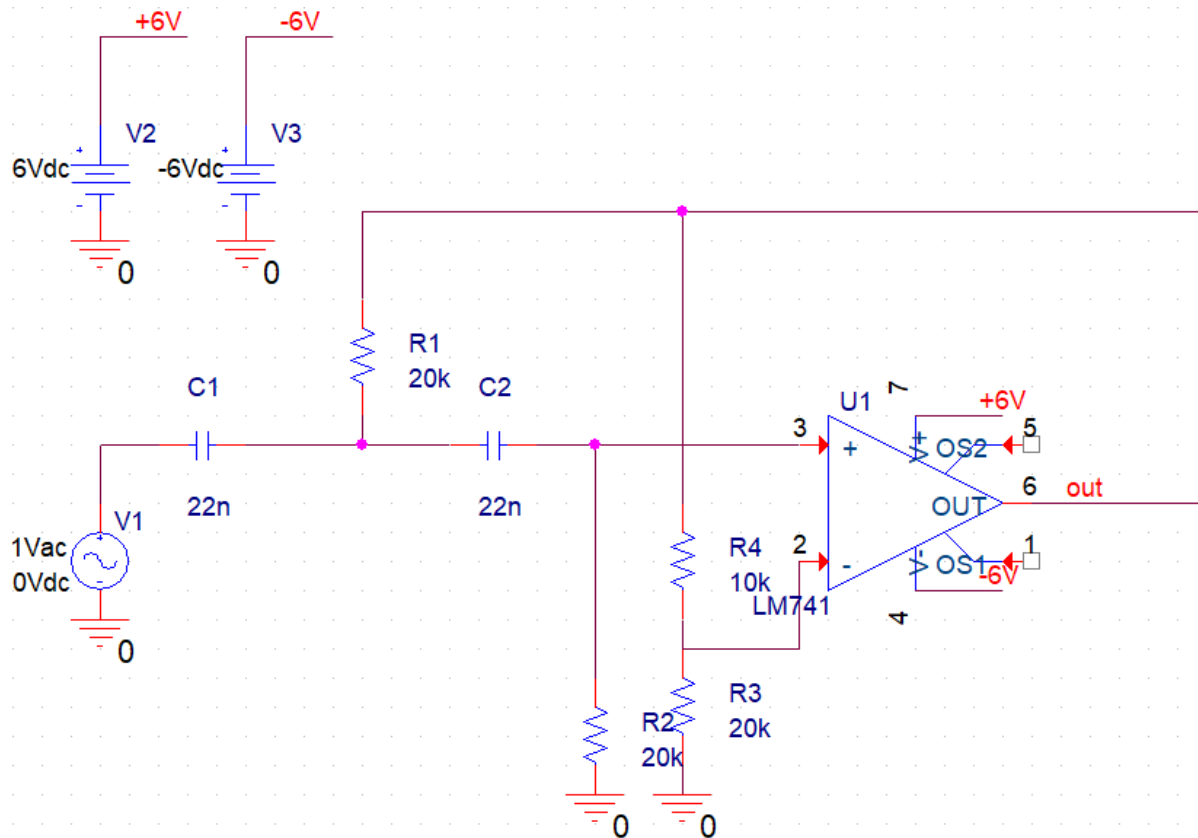 +6V
-6V
V2
V3
6Vdc
-6Vdc
+
-
+
-
0
0
R1
20k
C1
C2
22n
22n
V1
1Vac
0Vdc
+
-
0
U1
7
+6V
3
+
V+
OS2
5
OUT
6
out
2
-
V-
OS1
1
-6V
4
LM741
R4
10k
R3
20k
R2
20k
0
0